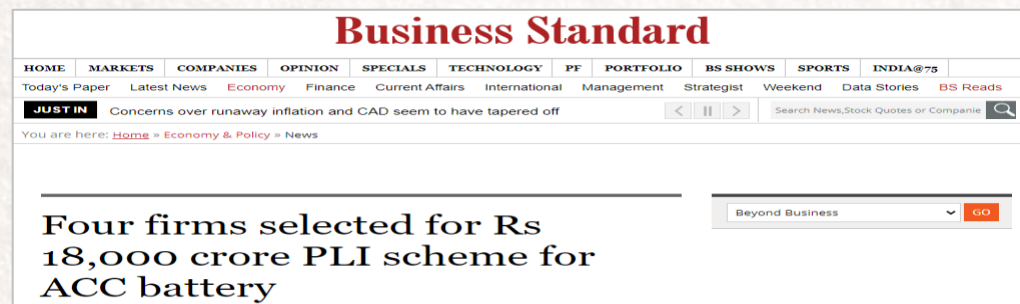 Business Standard
HOME MARKETS COMPANIES OPINION SPECIALS TECHNOLOGY PF PORTFOLIO BS SHOWS SPORTS INDIA@75
Today's Paper Latest News Economy Finance Current Affairs International Management Strategist Weekend Data Stories BS Reads
JUST IN Concerns over runaway inflation and CAD seem to have tapered off Search News,Stock Quotes or Companie
You are here: Home » Economy & Policy » News
Beyond Business GO
Four firms selected for Rs
18,000 crore PLI scheme for
ACC battery